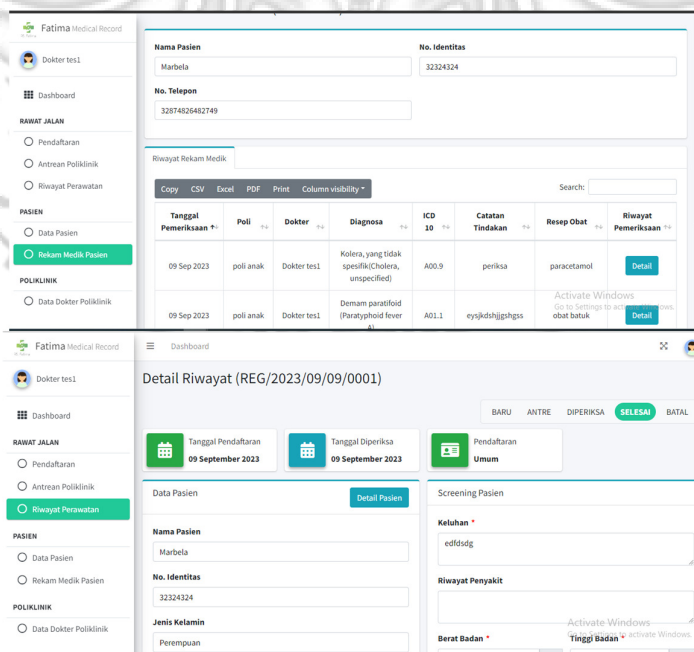 Fatima Medical Record
Dokter tes1
Dashboard
RAWAT JALAN
Pendaftaran
Antrean Poliklinik
Riwayat Perawatan
PASIEN
Data Pasien
Rekam Medik Pasien
POLIKLINIK
Data Dokter Poliklinik
Nama Pasien
No. Identitas
Marbela
32324324
No. Telepon
32874826482749
Riwayat Rekam Medik
Copy CSV Excel PDF Print Column visibility
Search:
Tanggal Pemeriksaan Poli Dokter Diagnosa ICD 10 Catatan Tindakan Resep Obat Riwayat Pemeriksaan
09 Sep 2023 poli anak Dokter tes1 Kolera, yang tidak spesifik(Cholera, unspecified) A00.9 periksa paracetamol Detail
09 Sep 2023 poli anak Dokter tes1 Demam paratifoid (Paratyphoid fever A) A01.1 eysjkdshjjgshgss obat batuk Detail
Activate Windows
Go to Settings to activate Windows.
Fatima Medical Record
Dokter tes1
Dashboard
RAWAT JALAN
Pendaftaran
Antrean Poliklinik
Riwayat Perawatan
PASIEN
Data Pasien
Rekam Medik Pasien
POLIKLINIK
Data Dokter Poliklinik
Dashboard
Detail Riwayat (REG/2023/09/09/0001)
BARU ANTRE DIPERIKSA SELESAI BATAL
Tanggal Pendaftaran
09 September 2023
Tanggal Diperiksa
09 September 2023
Pendaftaran
Umum
Data Pasien
Detail Pasien
Nama Pasien
Marbela
No. Identitas
32324324
Jenis Kelamin
Perempuan
Screening Pasien
Keluhan *
edfdsdg
Riwayat Penyakit
Berat Badan *
Tinggi Badan *
Activate Windows
Go to Settings to activate Windows.